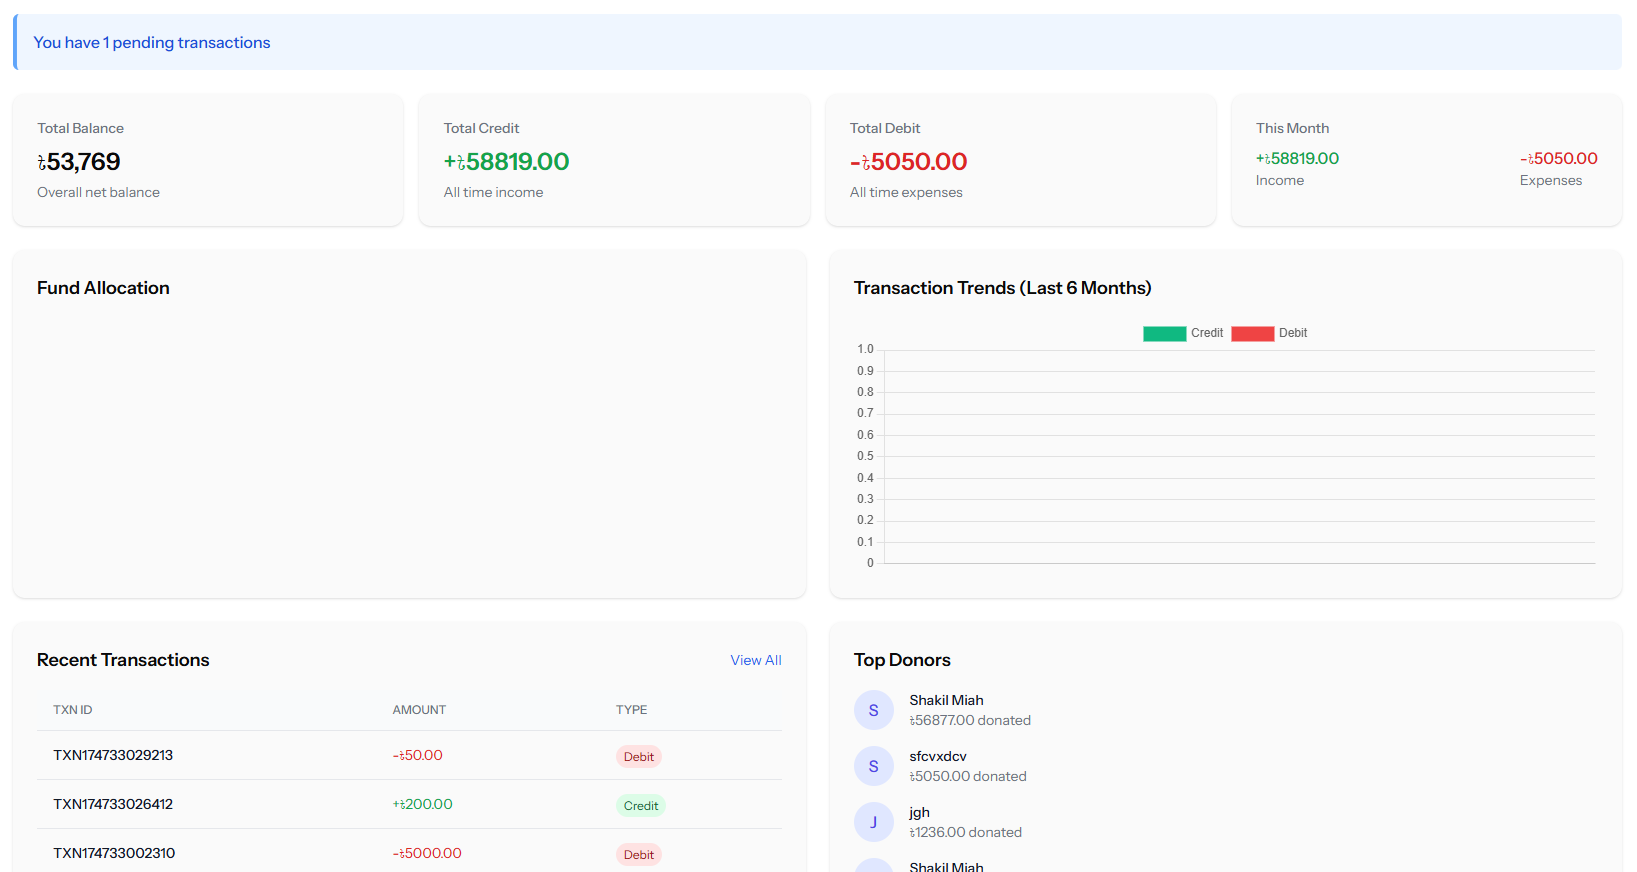 You have 1 pending transactions
Total Balance
৳53,769
Overall net balance
Total Credit
+৳58819.00
All time income
Total Debit
-৳5050.00
All time expenses
This Month
+৳58819.00
Income
-৳5050.00
Expenses
Fund Allocation
Transaction Trends (Last 6 Months)
Credit
Debit
1.0
0.9
0.8
0.7
0.6
0.5
0.4
0.3
0.2
0.1
0
Recent Transactions
View All
TXN ID AMOUNT TYPE
TXN174733029213 -৳50.00 Debit
TXN174733026412 +৳200.00 Credit
TXN174733002310 -৳5000.00 Debit
Top Donors
S
Shakil Miah
৳56877.00 donated
S
sfcvxdcv
৳5050.00 donated
J
jgh
৳1236.00 donated
Shakil Miah